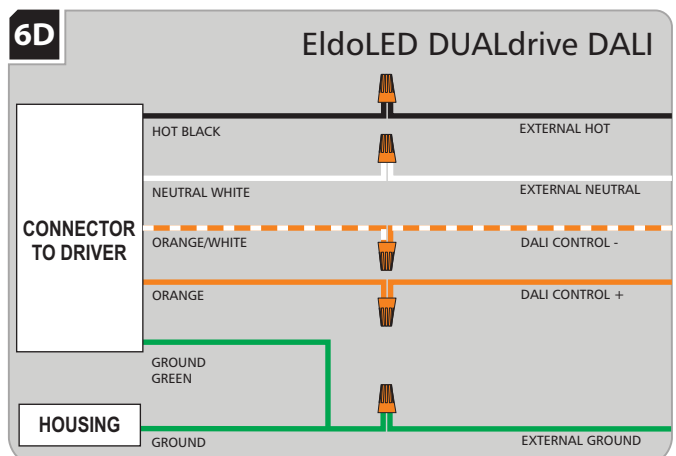 6D
EldoLED DUALdrive DALI
HOT BLACK
EXTERNAL HOT
NEUTRAL WHITE
EXTERNAL NEUTRAL
CONNECTOR
TO DRIVER
ORANGE/WHITE
DALI CONTROL -
ORANGE
DALI CONTROL +
GROUND
GREEN
HOUSING
GROUND
EXTERNAL GROUND